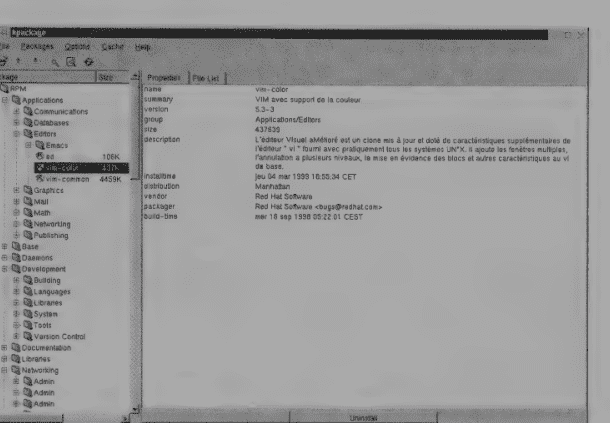 kpackage
File Packages Options Cache Help
Package Size
Properties File List
RPM
Applications
Communications
Databases
Editors
Emacs
ed 106K
vim-color 437K
vim-common 4459K
Graphics
Mail
Math
Networking
Publishing
Base
Daemons
Development
Building
Languages
Libraries
System
Tools
Version Control
Documentation
Libraries
Networking
Admin
Admin
Admin
name vim-color
summary VIM avec support de la couleur
version 5.3-3
group Applications/Editors
size 437635
description L'éditeur VIsuel aMélioré est un clone mis à jour et doté de caractéristiques supplémentaires de
l'éditeur " vi " fourni avec pratiquement tous les systèmes UN*X. Il ajoute les fenêtres multiples,
l'annulation a plusieurs niveaux, le mise en évidence des blocs et autres caractéristiques au vi
de base.
installtime jeu 04 mar 1999 16:55:34 CET
distribution Manhattan
vendor Red Hat Software
packager Red Hat Software <bugs@redhat.com>
build-time mer 16 sep 1998 05:22:01 CEST
Uninstall